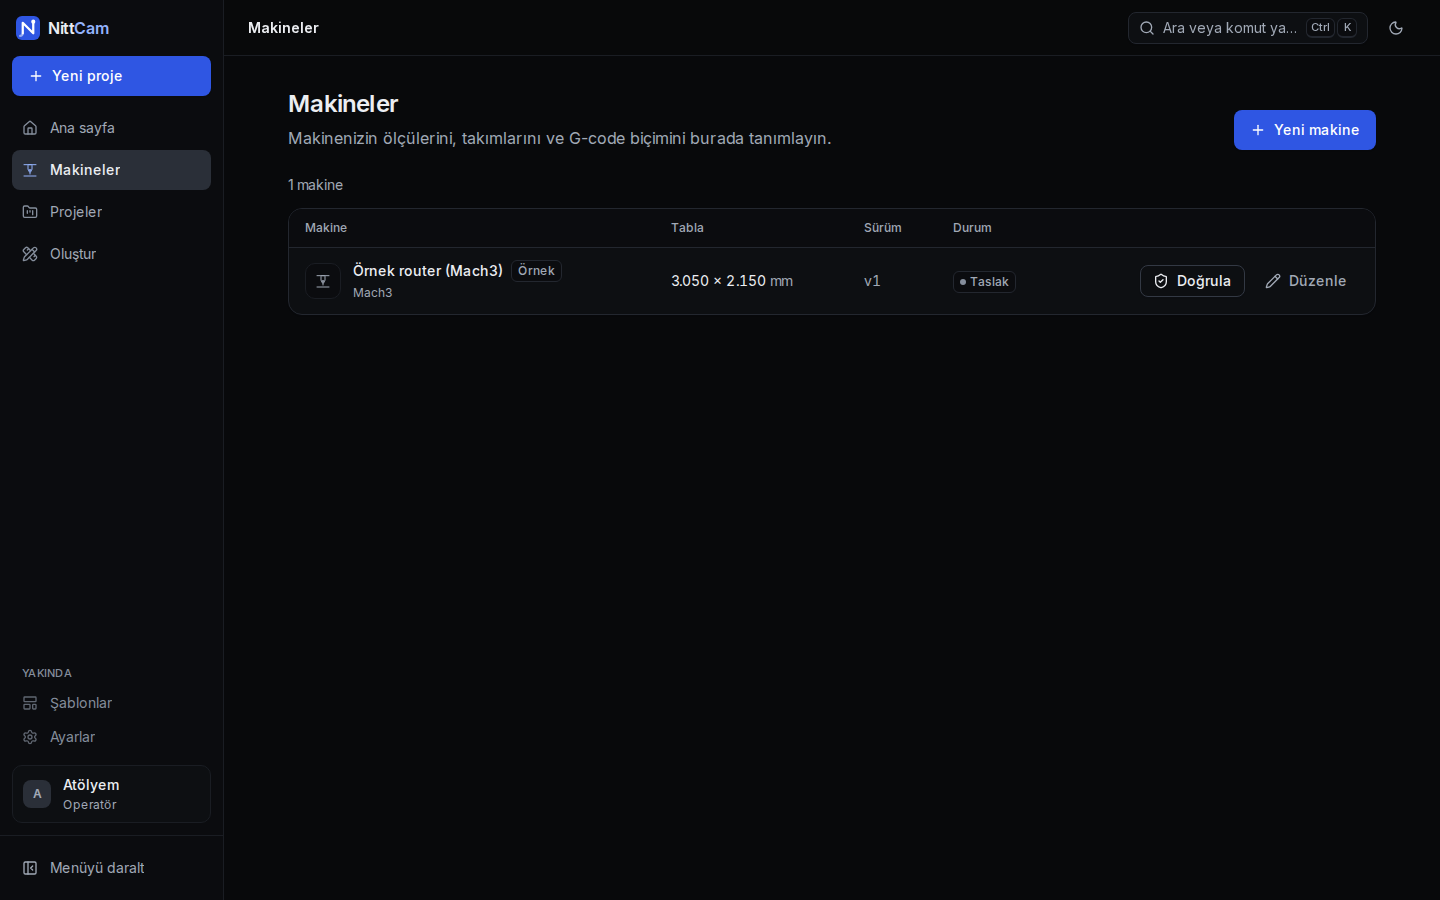 NittCam
Yeni proje
Ana sayfa
Makineler
Projeler
Oluştur
YAKINDA
Şablonlar
Ayarlar
A
Atölyem
Operatör
Menüyü daralt
Makineler
Ara veya komut ya... Ctrl K
Makineler
Makinenizin ölçülerini, takımlarını ve G-code biçimini burada tanımlayın.
Yeni makine
1 makine
Makine Tabla Sürüm Durum
Örnek router (Mach3) Örnek
Mach3
3.050 × 2.150 mm
v1
Taslak
Doğrula
Düzenle